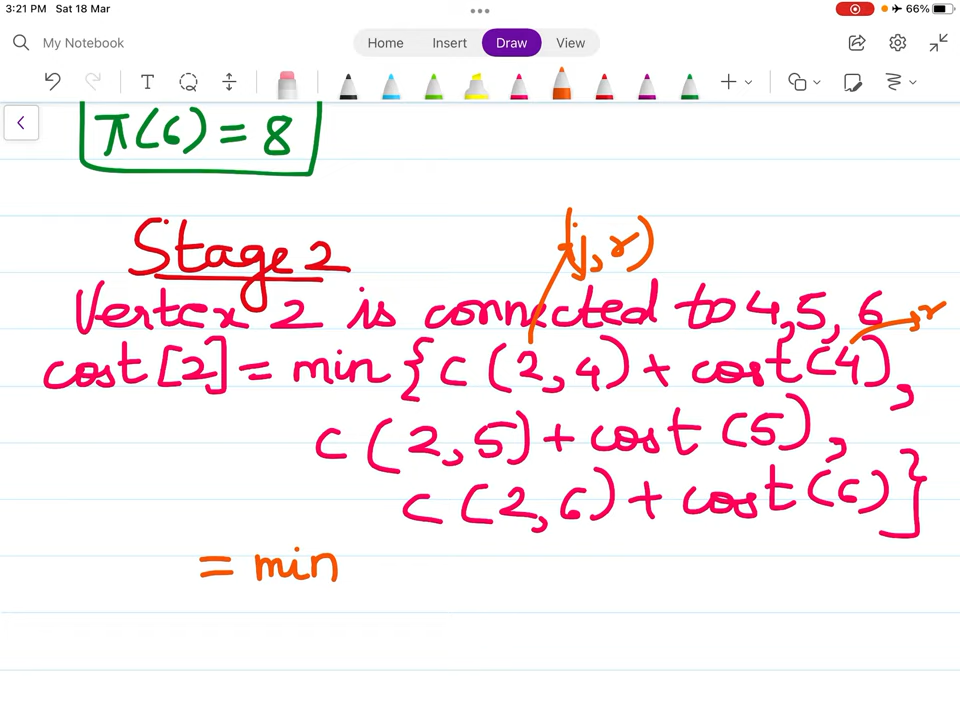 3:21 PM Sat 18 Mar
66%
My Notebook
Home Insert Draw View
T
π(6) = 8
Stage 2
(j, r)
Vertex 2 is connected to 4, 5, 6
r
cost [2] = min { c (2, 4) + cost (4),
c (2, 5) + cost (5),
c (2, 6) + cost (6) }
= min